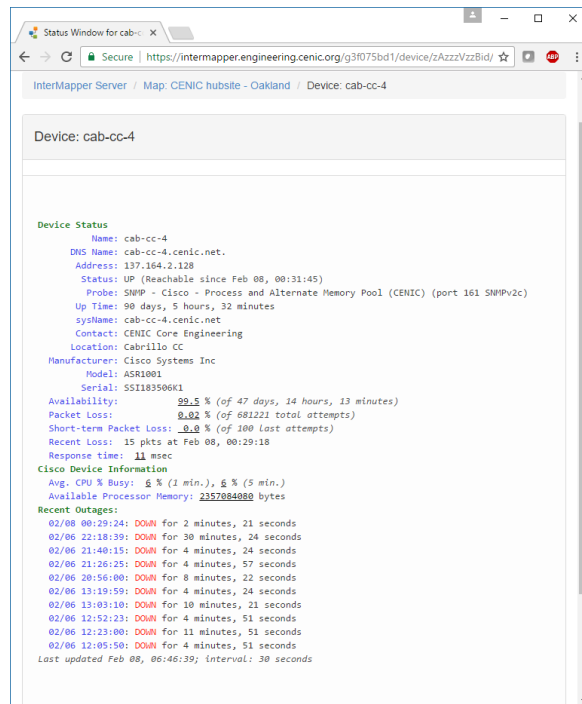 Status Window for cab-c
Secure | https://intermapper.engineering.cenic.org/g3f075bd1/device/zAzzzVzzBid/
ABP
InterMapper Server / Map: CENIC hubsite - Oakland / Device: cab-cc-4
Device: cab-cc-4
Device Status
Name: cab-cc-4
DNS Name: cab-cc-4.cenic.net.
Address: 137.164.2.128
Status: UP (Reachable since Feb 08, 00:31:45)
Probe: SNMP - Cisco - Process and Alternate Memory Pool (CENIC) (port 161 SNMPv2c)
Up Time: 90 days, 5 hours, 32 minutes
sysName: cab-cc-4.cenic.net
Contact: CENIC Core Engineering
Location: Cabrillo CC
Manufacturer: Cisco Systems Inc
Model: ASR1001
Serial: SSI183506K1
Availability: 99.5 % (of 47 days, 14 hours, 13 minutes)
Packet Loss: 0.02 % (of 681221 total attempts)
Short-term Packet Loss: 0.0 % (of 100 last attempts)
Recent Loss: 15 pkts at Feb 08, 00:29:18
Response time: 11 msec
Cisco Device Information
Avg. CPU % Busy: 6 % (1 min.), 6 % (5 min.)
Available Processor Memory: 2357084080 bytes
Recent Outages:
02/08 00:29:24: DOWN for 2 minutes, 21 seconds
02/06 22:18:39: DOWN for 30 minutes, 24 seconds
02/06 21:40:15: DOWN for 4 minutes, 24 seconds
02/06 21:26:25: DOWN for 4 minutes, 57 seconds
02/06 20:56:00: DOWN for 8 minutes, 22 seconds
02/06 13:19:59: DOWN for 4 minutes, 24 seconds
02/06 13:03:10: DOWN for 10 minutes, 21 seconds
02/06 12:52:23: DOWN for 4 minutes, 51 seconds
02/06 12:23:00: DOWN for 11 minutes, 51 seconds
02/06 12:05:50: DOWN for 4 minutes, 51 seconds
Last updated Feb 08, 06:46:39; interval: 30 seconds